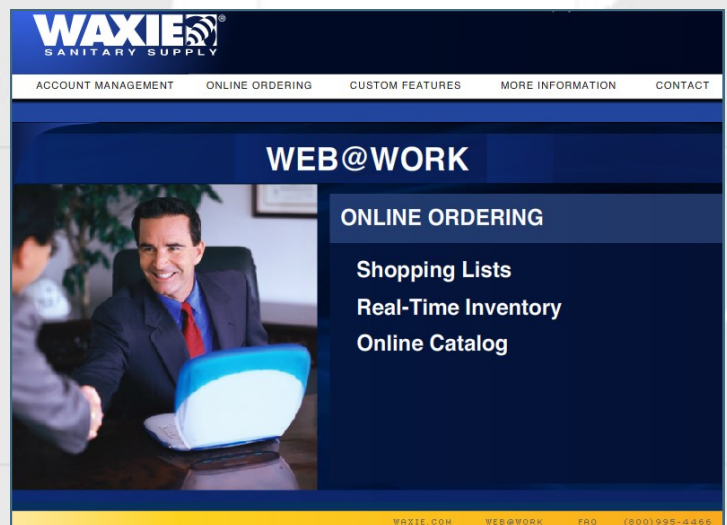 WAXIE
SANITARY SUPPLY
ACCOUNT MANAGEMENT ONLINE ORDERING CUSTOM FEATURES MORE INFORMATION CONTACT
WEB@WORK
ONLINE ORDERING
Shopping Lists
Real-Time Inventory
Online Catalog
WAXIE.COM WEB@WORK FAQ (800)995-4466